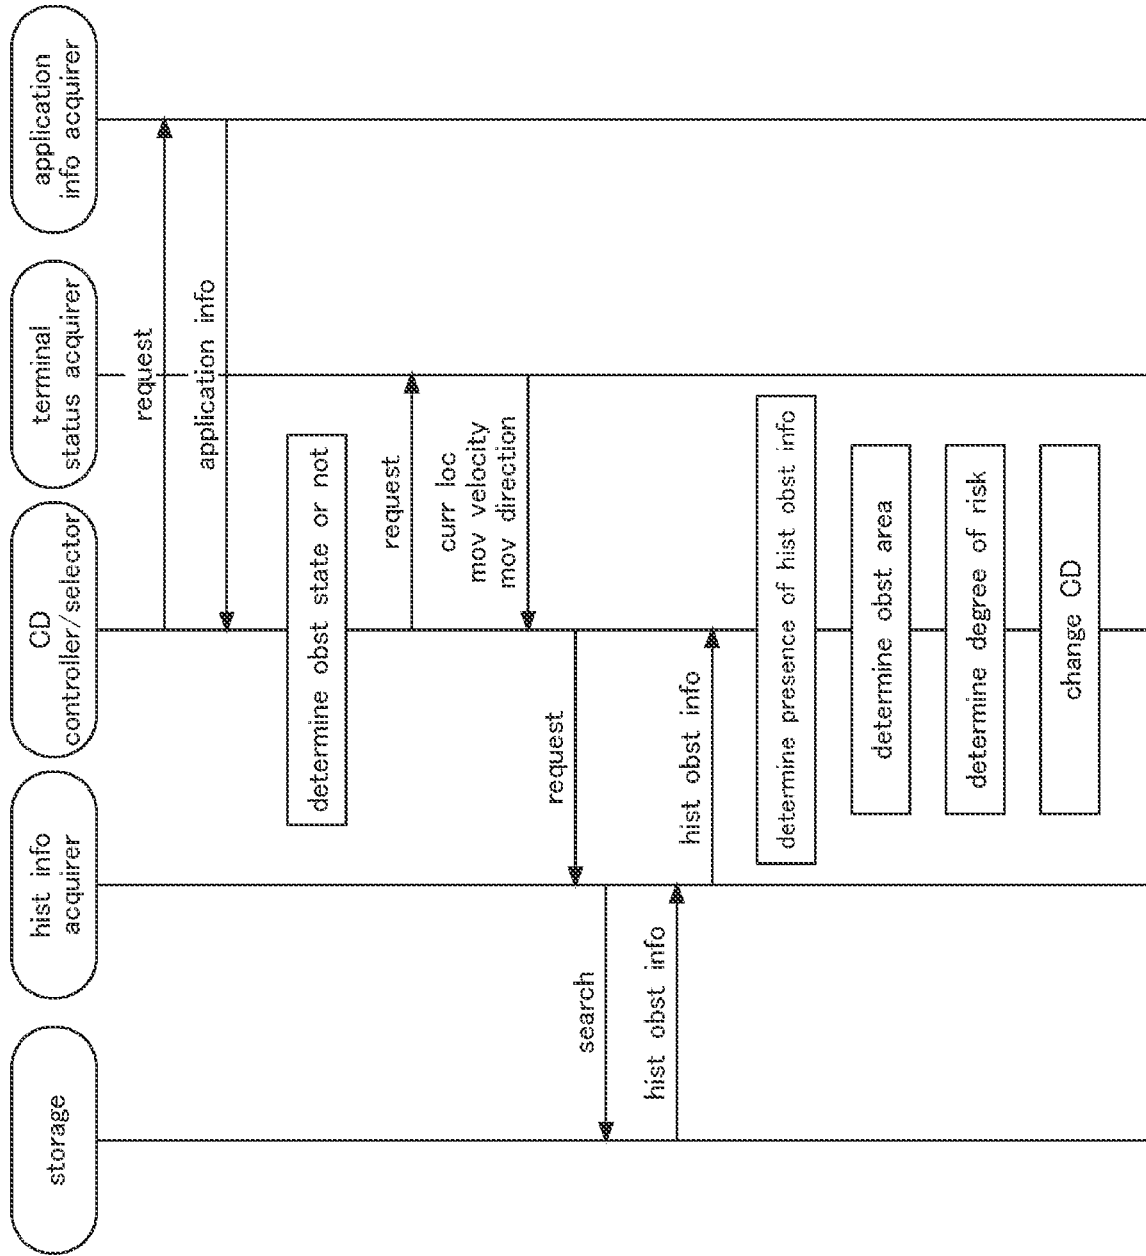 storage
hist info
acquirer
CD
controller/selector
terminal
status acquirer
application
info acquirer
request
application info
determine obst state or not
request
curr loc
mov velocity
mov direction
request
search
hist obst info
hist obst info
determine presence of hist obst info
determine obst area
determine degree of risk
change CD